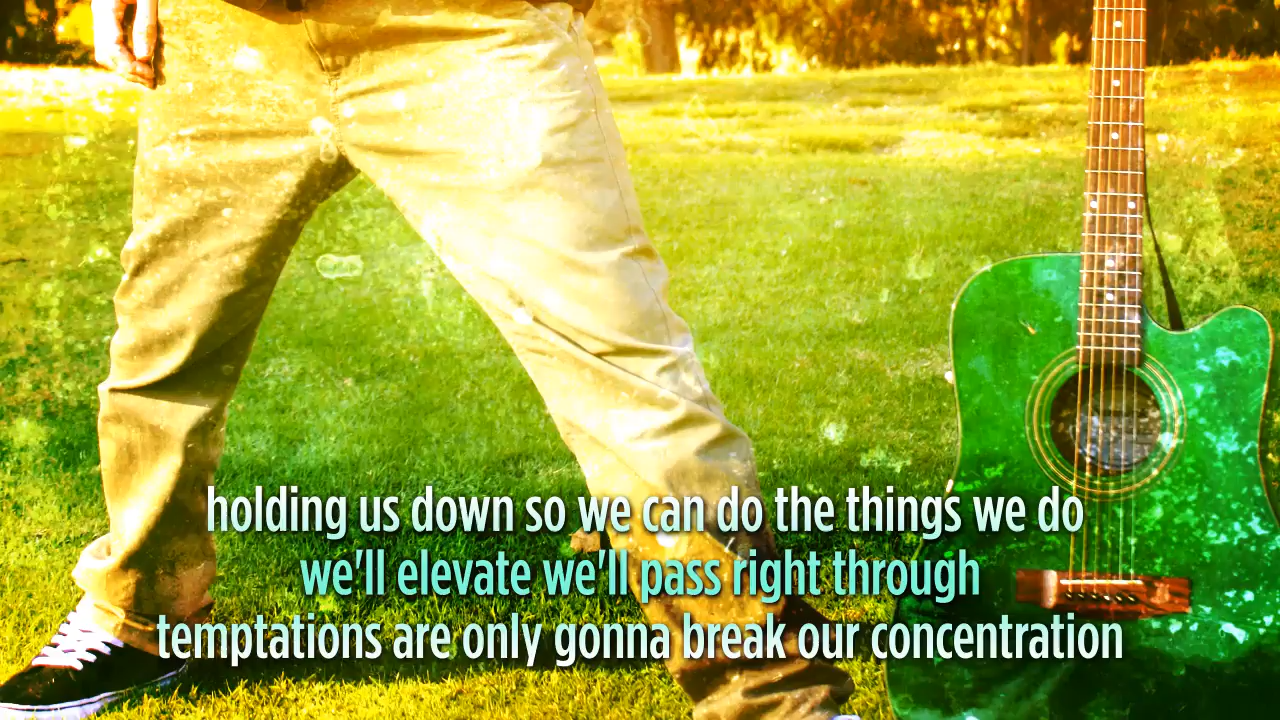 holding us down so we can do the things we do
we'll elevate we'll pass right through
temptations are only gonna break our concentration